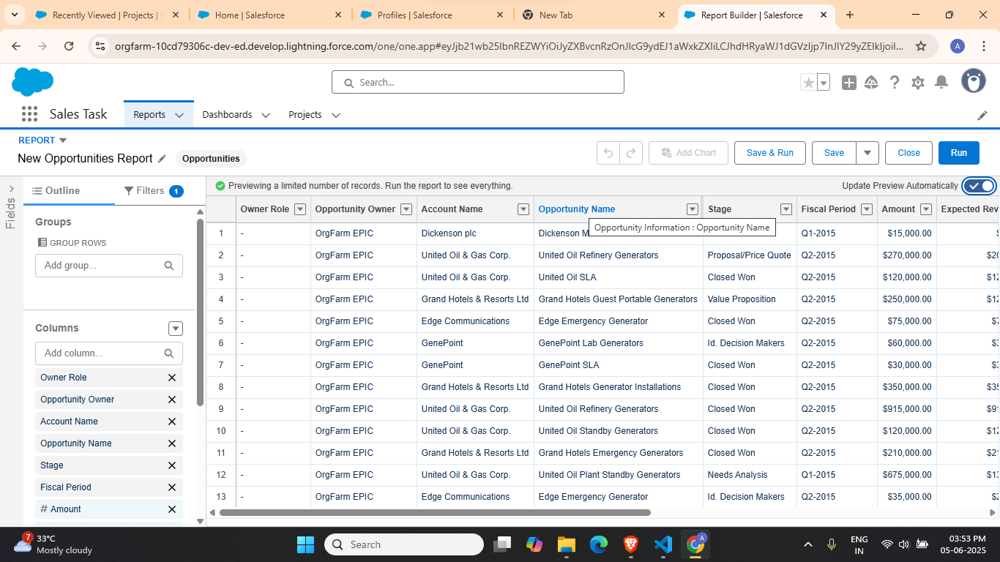 Recently Viewed | Projects | S
Home | Salesforce
Profiles | Salesforce
New Tab
Report Builder | Salesforce
orgfarm-10cd79306c-dev-ed.develop.lightning.force.com/one/one.app#
A
Search...
Sales Task
Reports
Dashboards
Projects
REPORT
New Opportunities Report
Opportunities
Add Chart
Save & Run
Save
Close
Run
Fields
Outline
Filters 1
Previewing a limited number of records. Run the report to see everything.
Update Preview Automatically
Groups
GROUP ROWS
Add group...
Columns
Add column...
Owner Role
Opportunity Owner
Account Name
Opportunity Name
Stage
Fiscal Period
# Amount
Owner Role Opportunity Owner Account Name Opportunity Name Stage Fiscal Period Amount Expected Rev
Opportunity Information : Opportunity Name
1 - OrgFarm EPIC Dickenson plc Dickenson M Q1-2015 $15,000.00 $
2 - OrgFarm EPIC United Oil & Gas Corp. United Oil Refinery Generators Proposal/Price Quote Q2-2015 $270,000.00 $20
3 - OrgFarm EPIC United Oil & Gas Corp. United Oil SLA Closed Won Q2-2015 $120,000.00 $12
4 - OrgFarm EPIC Grand Hotels & Resorts Ltd Grand Hotels Guest Portable Generators Value Proposition Q2-2015 $250,000.00 $12
5 - OrgFarm EPIC Edge Communications Edge Emergency Generator Closed Won Q2-2015 $75,000.00 $7
6 - OrgFarm EPIC GenePoint GenePoint Lab Generators Id. Decision Makers Q2-2015 $60,000.00 $3
7 - OrgFarm EPIC GenePoint GenePoint SLA Closed Won Q2-2015 $30,000.00 $3
8 - OrgFarm EPIC Grand Hotels & Resorts Ltd Grand Hotels Generator Installations Closed Won Q2-2015 $350,000.00 $35
9 - OrgFarm EPIC United Oil & Gas Corp. United Oil Refinery Generators Closed Won Q2-2015 $915,000.00 $91
10 - OrgFarm EPIC United Oil & Gas Corp. United Oil Standby Generators Closed Won Q2-2015 $120,000.00 $12
11 - OrgFarm EPIC Grand Hotels & Resorts Ltd Grand Hotels Emergency Generators Closed Won Q2-2015 $210,000.00 $21
12 - OrgFarm EPIC United Oil & Gas Corp. United Oil Plant Standby Generators Needs Analysis Q1-2015 $675,000.00 $13
13 - OrgFarm EPIC Edge Communications Edge Emergency Generator Id. Decision Makers Q2-2015 $35,000.00 $2
7
33°C
Mostly cloudy
Search
A
ENG
IN
03:53 PM
05-06-2025